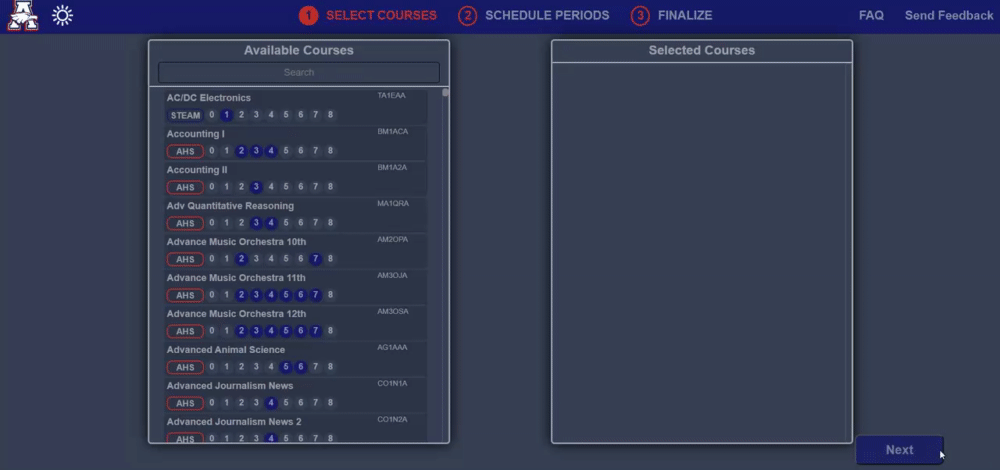 A
1 SELECT COURSES 2 SCHEDULE PERIODS 3 FINALIZE FAQ Send Feedback
Available Courses
Search
AC/DC Electronics TA1EAA
STEAM 0 1 2 3 4 5 6 7 8
Accounting I BM1ACA
AHS 0 1 2 3 4 5 6 7 8
Accounting II BM1A2A
AHS 0 1 2 3 4 5 6 7 8
Adv Quantitative Reasoning MA1QRA
AHS 0 1 2 3 4 5 6 7 8
Advance Music Orchestra 10th AM2OPA
AHS 0 1 2 3 4 5 6 7 8
Advance Music Orchestra 11th AM3OJA
AHS 0 1 2 3 4 5 6 7 8
Advance Music Orchestra 12th AM3OSA
AHS 0 1 2 3 4 5 6 7 8
Advanced Animal Science AG1AAA
AHS 0 1 2 3 4 5 6 7 8
Advanced Journalism News CO1N1A
AHS 0 1 2 3 4 5 6 7 8
Advanced Journalism News 2 CO1N2A
AHS 0 1 2 3 4 5 6 7 8
Selected Courses
Next